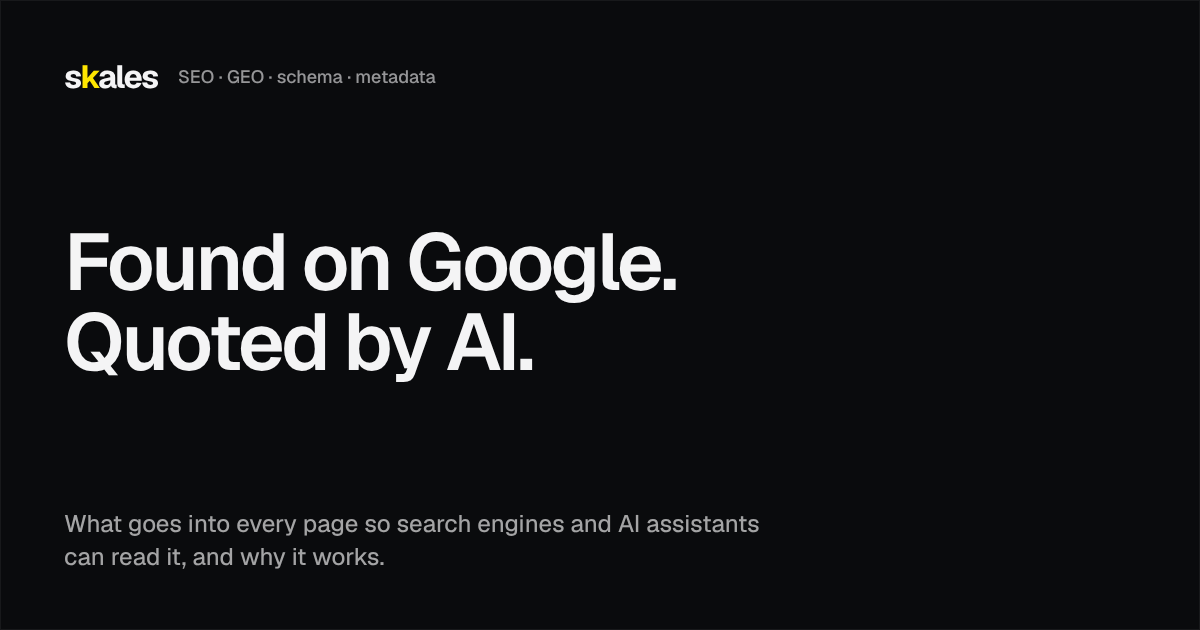 skales SEO · GEO · schema · metadata
Found on Google.
Quoted by AI.
What goes into every page so search engines and AI assistants
can read it, and why it works.